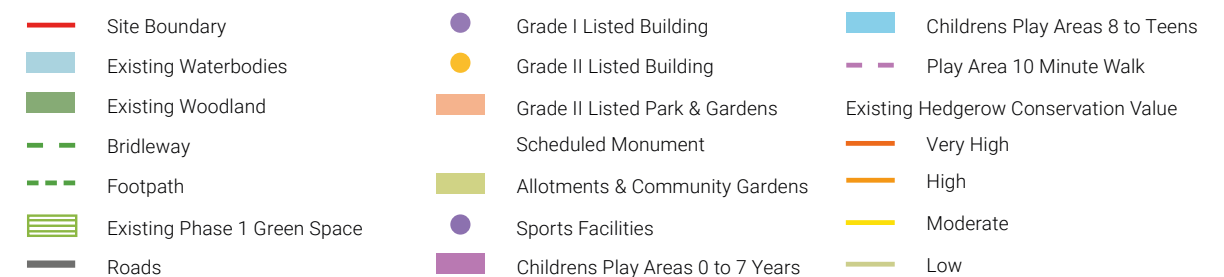 Site Boundary
Existing Waterbodies
Existing Woodland
Bridleway
Footpath
Existing Phase 1 Green Space
Roads
Grade I Listed Building
Grade II Listed Building
Grade II Listed Park & Gardens
Scheduled Monument
Allotments & Community Gardens
Sports Facilities
Childrens Play Areas 0 to 7 Years
Childrens Play Areas 8 to Teens
Play Area 10 Minute Walk
Existing Hedgerow Conservation Value
Very High
High
Moderate
Low